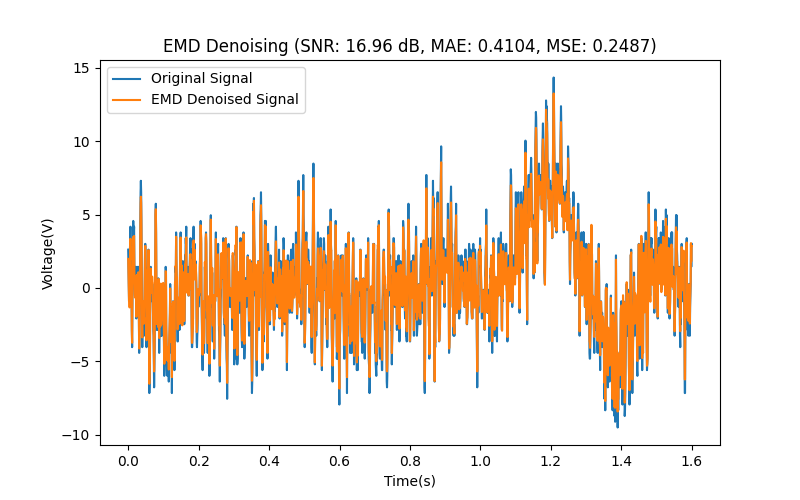 EMD Denoising (SNR: 16.96 dB, MAE: 0.4104, MSE: 0.2487)
Original Signal
EMD Denoised Signal
15
10
5
0
−5
−10
Voltage(V)
0.0 0.2 0.4 0.6 0.8 1.0 1.2 1.4 1.6
Time(s)